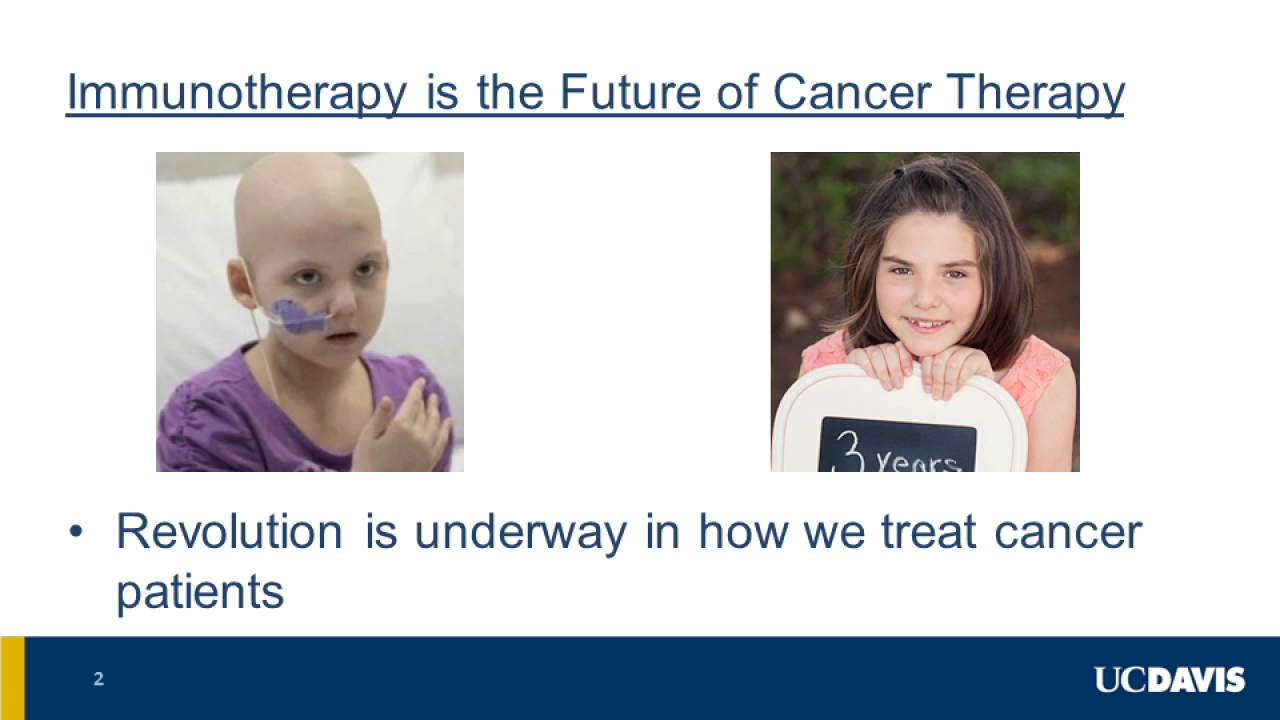 Immunotherapy is the Future of Cancer Therapy
3 years
• Revolution is underway in how we treat cancer
patients
2
UCDAVIS